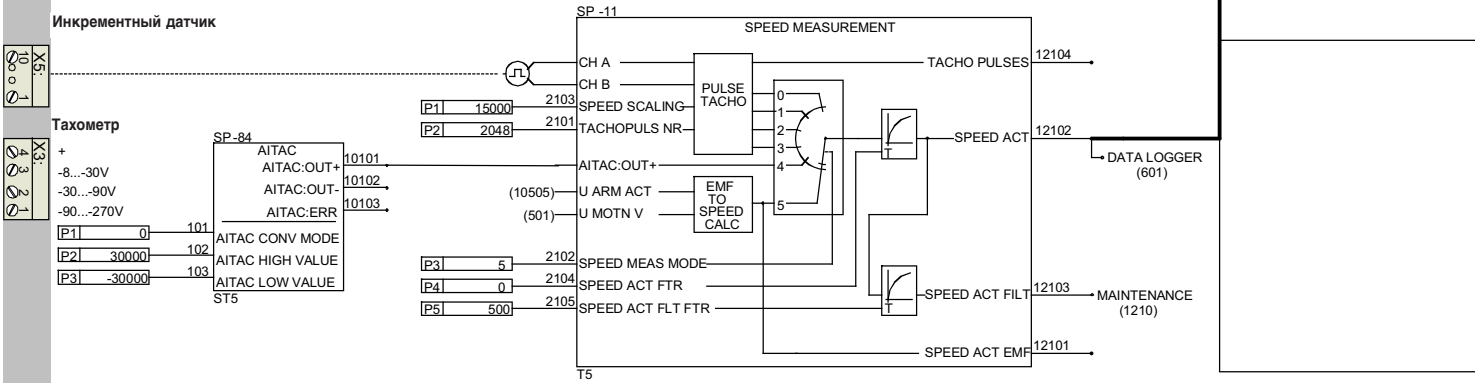 Инкрементный датчик
X5:
10
1
Тахометр
X3:
4
3
2
1
+
-8...-30V
-30...-90V
-90...-270V
SP -84
AITAC
AITAC:OUT+
10101
AITAC:OUT-
10102
AITAC:ERR
10103
P1 0
101
AITAC CONV MODE
P2 30000
102
AITAC HIGH VALUE
P3 -30000
103
AITAC LOW VALUE
ST5
SP -11
SPEED MEASUREMENT
CH A
CH B
P1 15000
2103
SPEED SCALING
P2 2048
2101
TACHOPULS NR
AITAC:OUT+
(10505)
U ARM ACT
(501)
U MOTN V
P3 5
2102
SPEED MEAS MODE
P4 0
2104
SPEED ACT FTR
P5 500
2105
SPEED ACT FLT FTR
PULSE
TACHO
EMF
TO
SPEED
CALC
0
1
2
3
4
5
T
T
TACHO PULSES
12104
SPEED ACT
12102
SPEED ACT FILT
12103
SPEED ACT EMF
12101
T5
DATA LOGGER
(601)
MAINTENANCE
(1210)